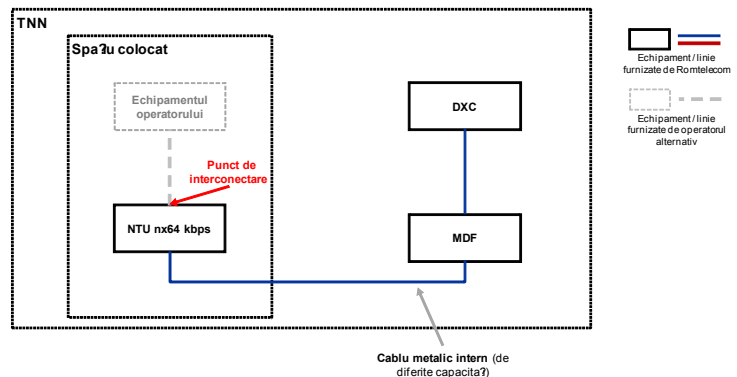 TNN
Spa?u colocat
Echipamentul
operatorului
DXC
Punct de
interconectare
NTU nx64 kbps
MDF
Cablu metalic intern (de
diferite capacita?)
Echipament/linie
furnizate de Romtelecom
Echipament/linie
furnizate de operatorul
alternativ